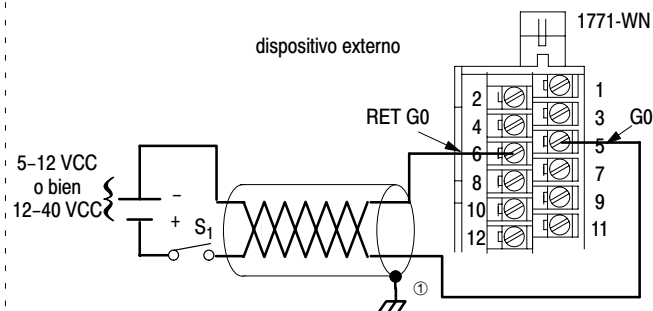 1771-WN
dispositivo externo
RET G0
G0
2
4
6
8
10
12
1
3
5
7
9
11
5–12 VCC
o bien
12–40 VCC
–
+
S1
①